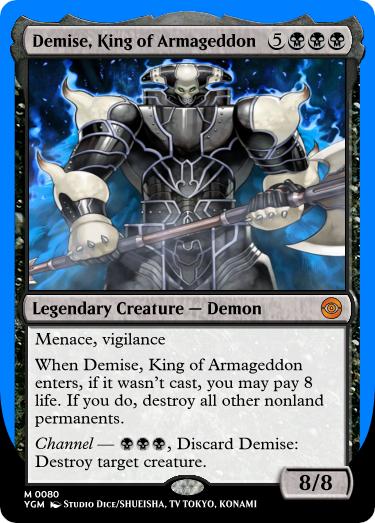 Demise, King of Armageddon 5
Legendary Creature — Demon
Menace, vigilance
When Demise, King of Armageddon
enters, if it wasn't cast, you may pay 8
life. If you do, destroy all other nonland
permanents.
Channel — , Discard Demise:
Destroy target creature.
8/8
M 0080
YGM STUDIO DICE/SHUEISHA, TV TOKYO, KONAMI